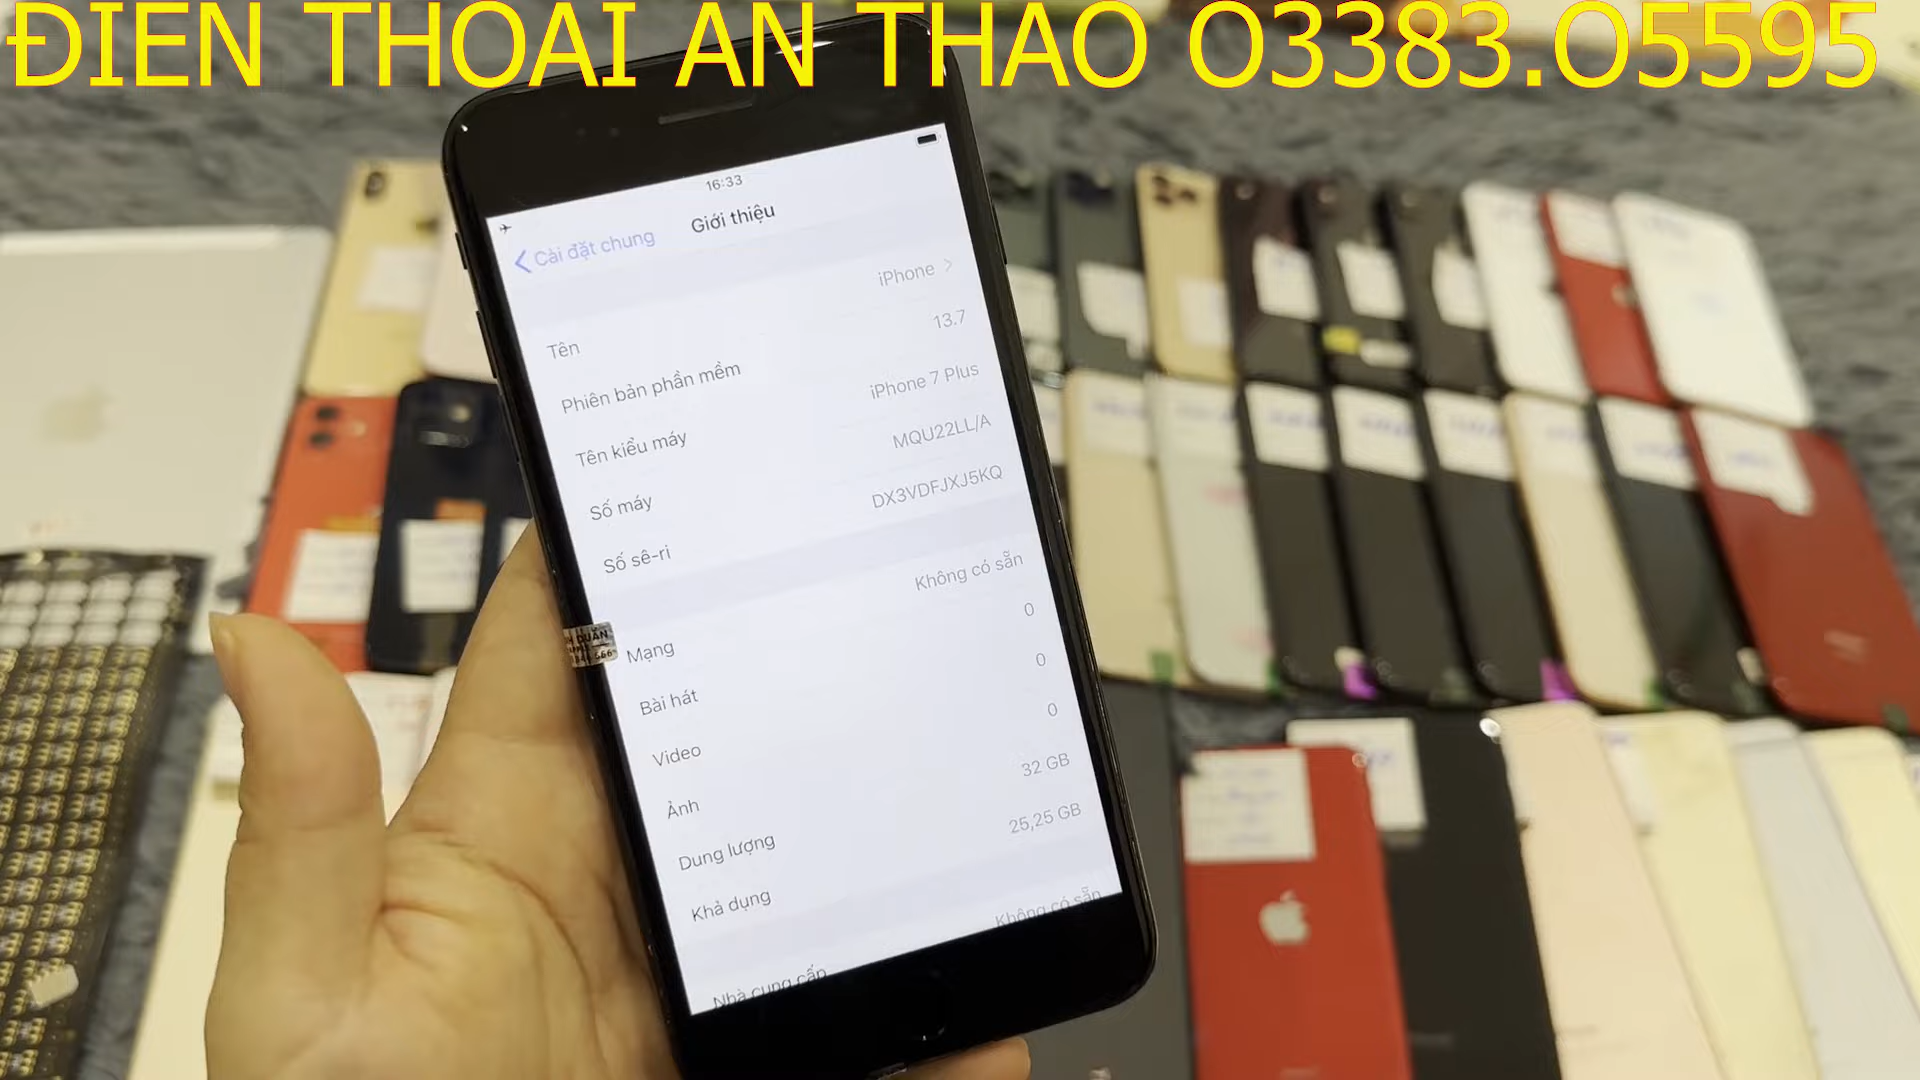 ĐIEN THOAI AN THAO O3383.O5595
16:33
Cài đặt chung
Giới thiệu
Tên
iPhone
Phiên bản phần mềm
13.7
Tên kiểu máy
iPhone 7 Plus
Số máy
MQU22LL/A
Số sê-ri
DX3VDFJXJ5KQ
Mạng
Không có sẵn
Bài hát
0
Video
0
Ảnh
0
Dung lượng
32 GB
Khả dụng
25,25 GB
Nhà cung cấp
Không có sẵn